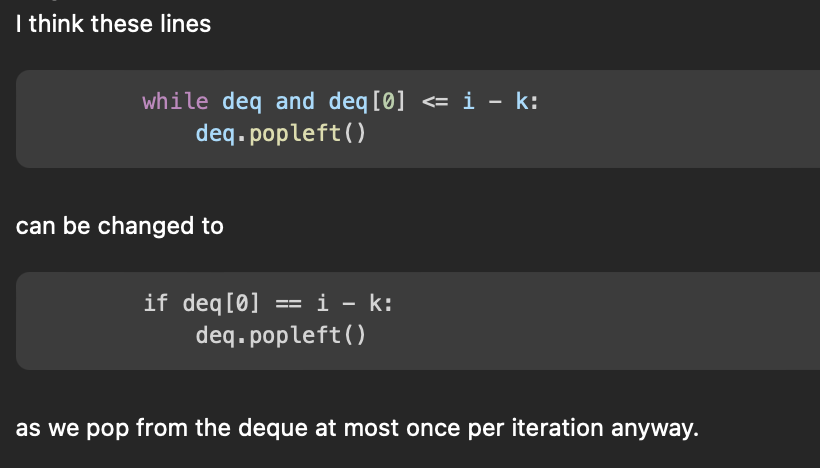 I think these lines
while deq and deq[0] <= i - k:
deq.popleft()
can be changed to
if deq[0] == i - k:
deq.popleft()
as we pop from the deque at most once per iteration anyway.